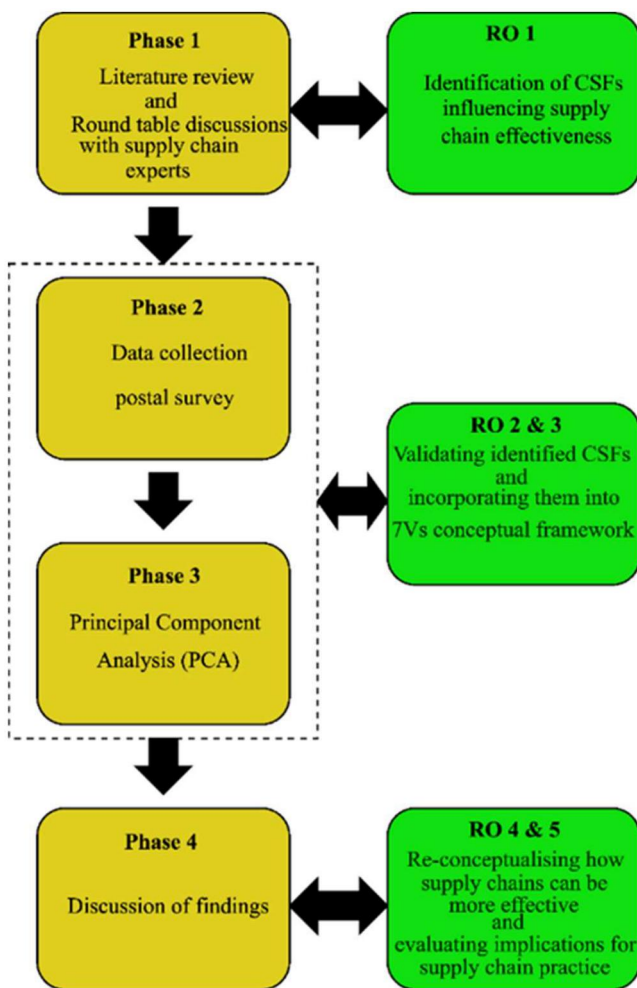 Phase 1
Literature review
and
Round table discussions
with supply chain
experts
RO 1
Identification of CSFs
influencing supply
chain effectiveness
Phase 2
Data collection
postal survey
RO 2 & 3
Validating identified CSFs
and
incorporating them into
7Vs conceptual framework
Phase 3
Principal Component
Analysis (PCA)
Phase 4
Discussion of findings
RO 4 & 5
Re-conceptualising how
supply chains can be
more effective
and
evaluating implications for
supply chain practice